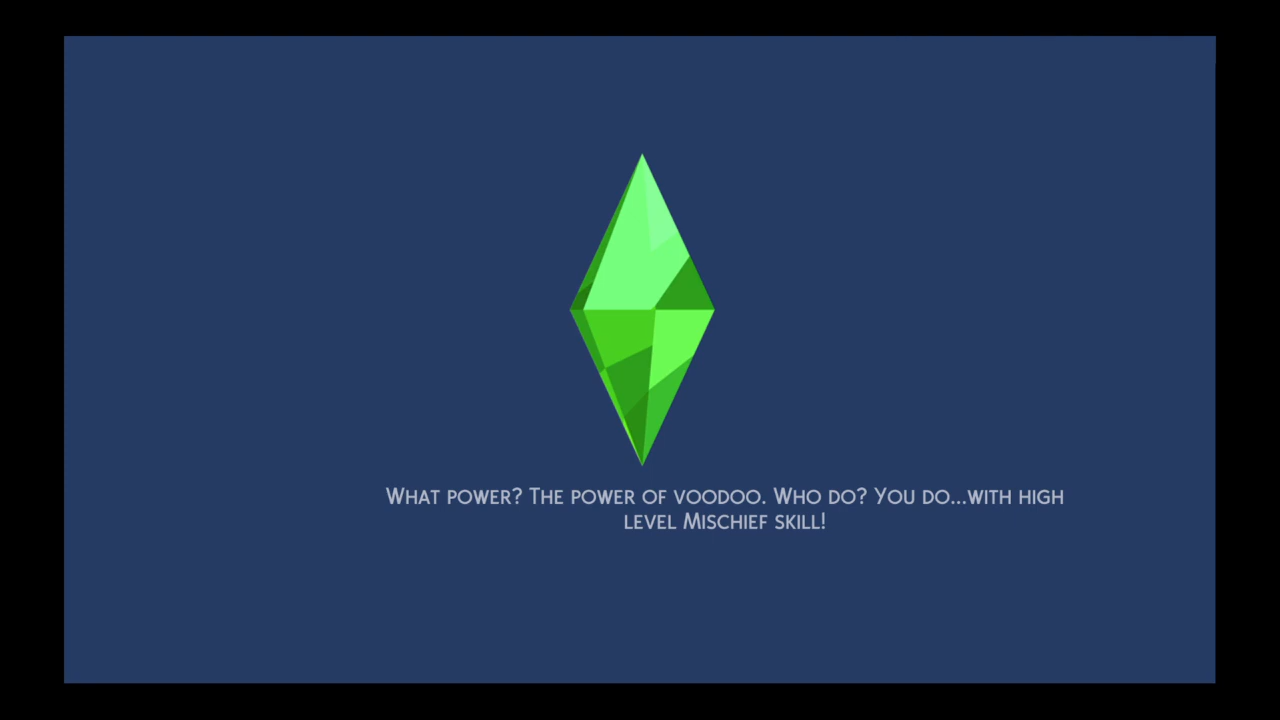 What power? The power of voodoo. Who do? You do...with high
level Mischief skill!